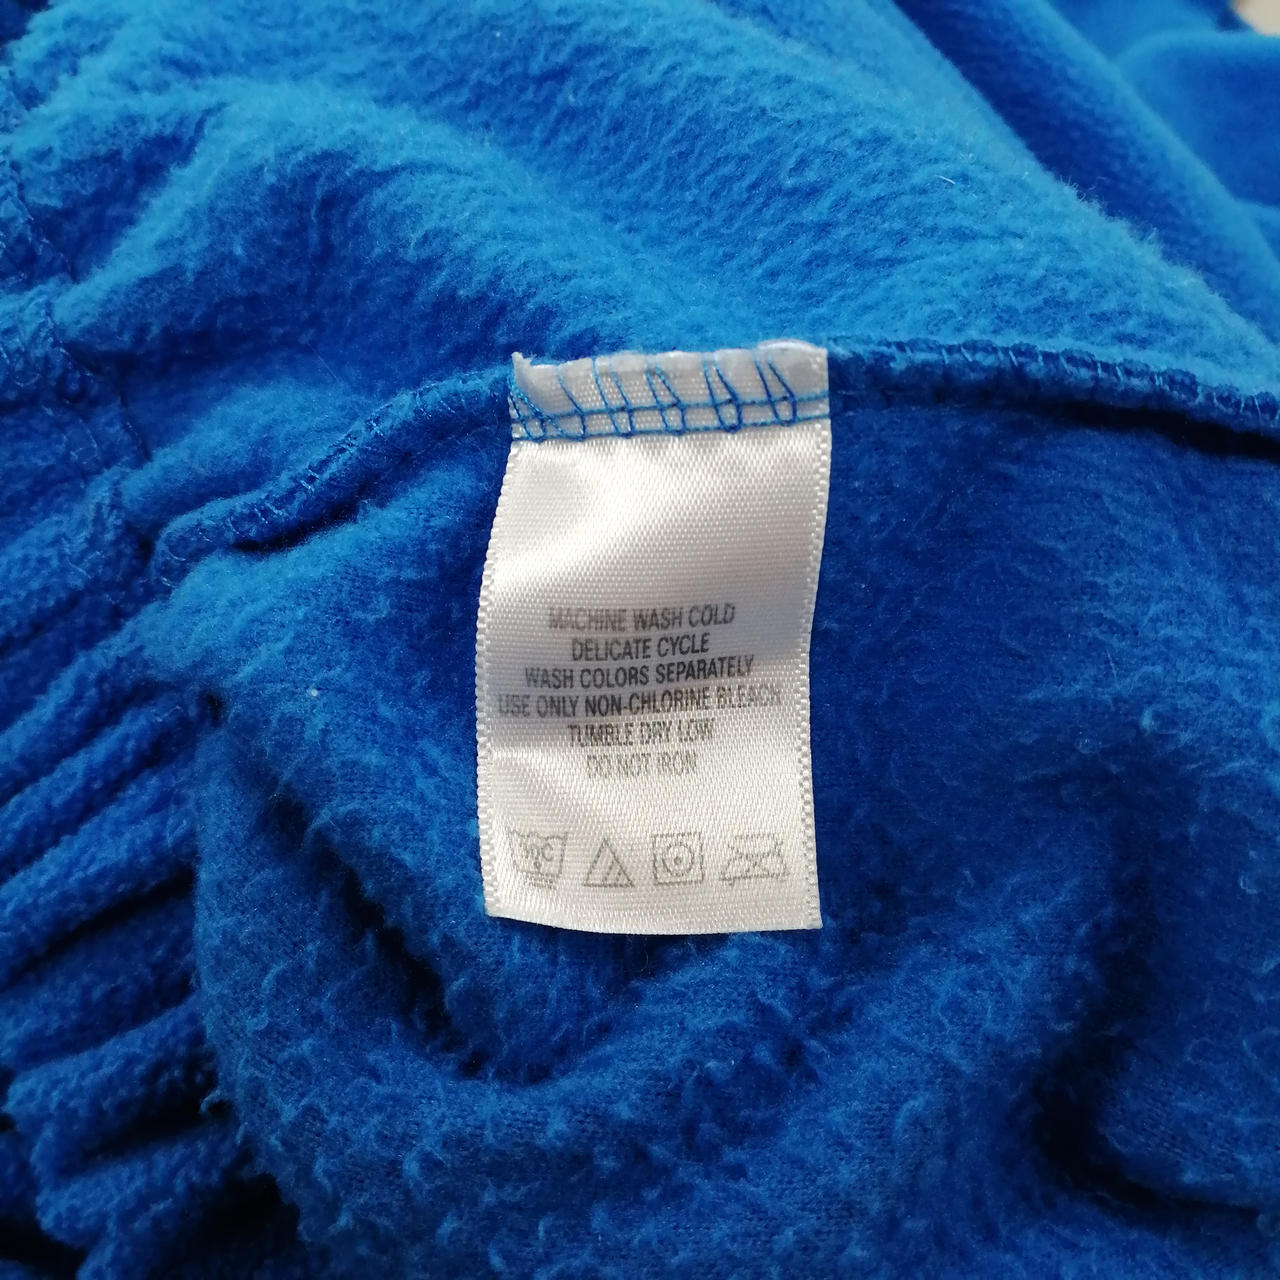 MACHINE WASH COLD
DELICATE CYCLE
WASH COLORS SEPARATELY
USE ONLY NON-CHLORINE BLEACH
TUMBLE DRY LOW
DO NOT IRON